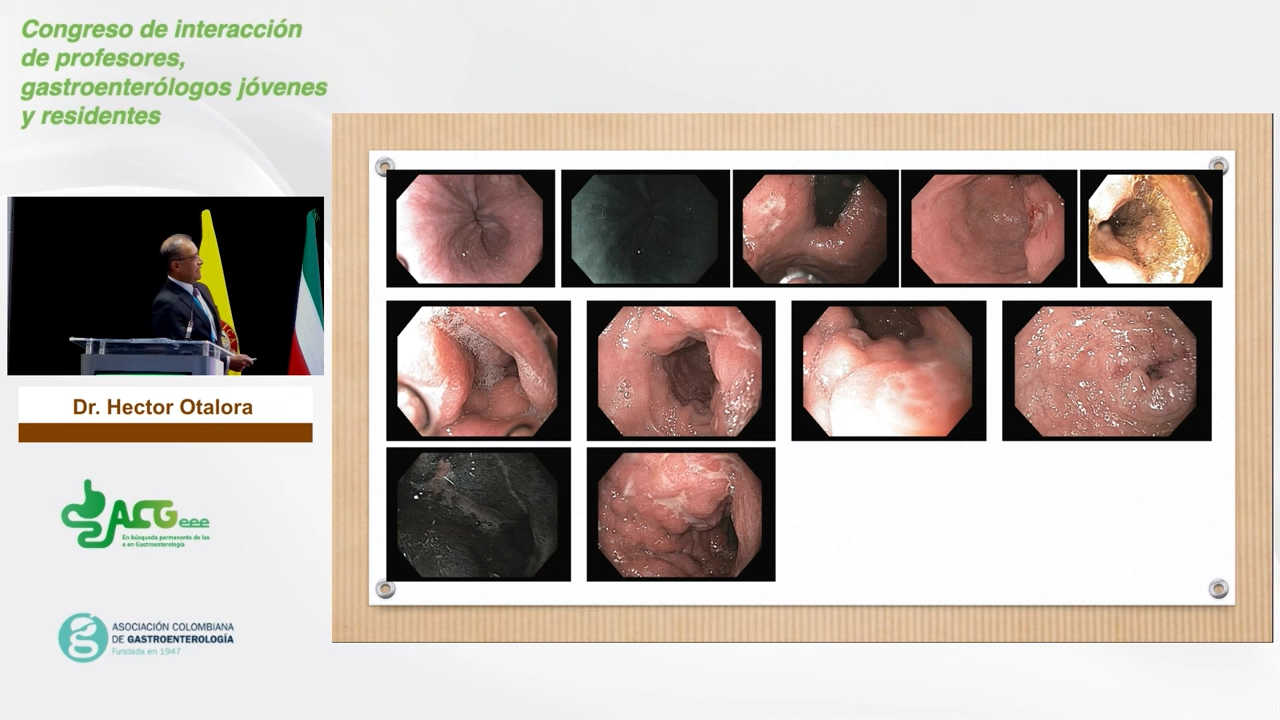 Congreso de interacción
de profesores,
gastroenterólogos jóvenes
y residentes
Dr. Hector Otalora
ACGeee
En búsqueda permanente de las
e en Gastroenterología
ASOCIACIÓN COLOMBIANA
DE GASTROENTEROLOGÍA
Fundada en 1947